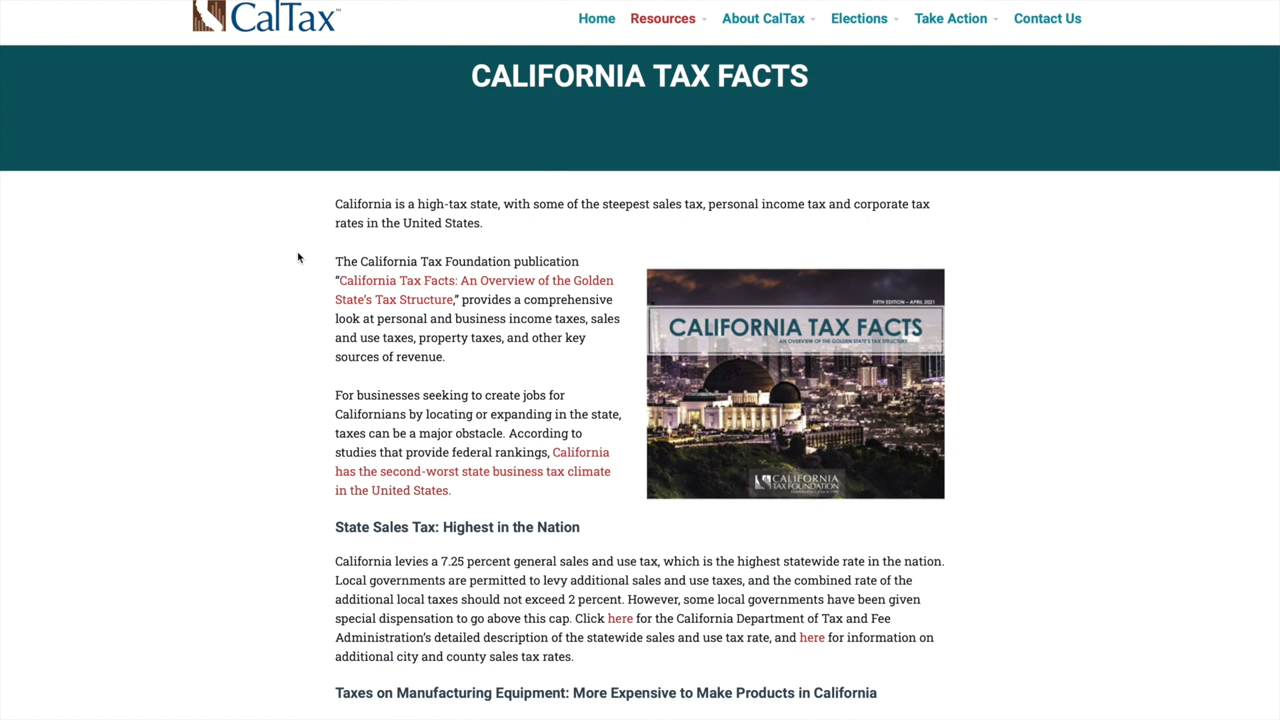 CalTax™
Home Resources About CalTax Elections Take Action Contact Us
CALIFORNIA TAX FACTS
California is a high-tax state, with some of the steepest sales tax, personal income tax and corporate tax
rates in the United States.
The California Tax Foundation publication
“California Tax Facts: An Overview of the Golden
State’s Tax Structure,” provides a comprehensive
look at personal and business income taxes, sales
and use taxes, property taxes, and other key
sources of revenue.
For businesses seeking to create jobs for
Californians by locating or expanding in the state,
taxes can be a major obstacle. According to
studies that provide federal rankings, California
has the second-worst state business tax climate
in the United States.
FIFTH EDITION – APRIL 2021
CALIFORNIA TAX FACTS
AN OVERVIEW OF THE GOLDEN STATE'S TAX STRUCTURE
CALIFORNIA
TAX FOUNDATION
State Sales Tax: Highest in the Nation
California levies a 7.25 percent general sales and use tax, which is the highest statewide rate in the nation.
Local governments are permitted to levy additional sales and use taxes, and the combined rate of the
additional local taxes should not exceed 2 percent. However, some local governments have been given
special dispensation to go above this cap. Click here for the California Department of Tax and Fee
Administration’s detailed description of the statewide sales and use tax rate, and here for information on
additional city and county sales tax rates.
Taxes on Manufacturing Equipment: More Expensive to Make Products in California